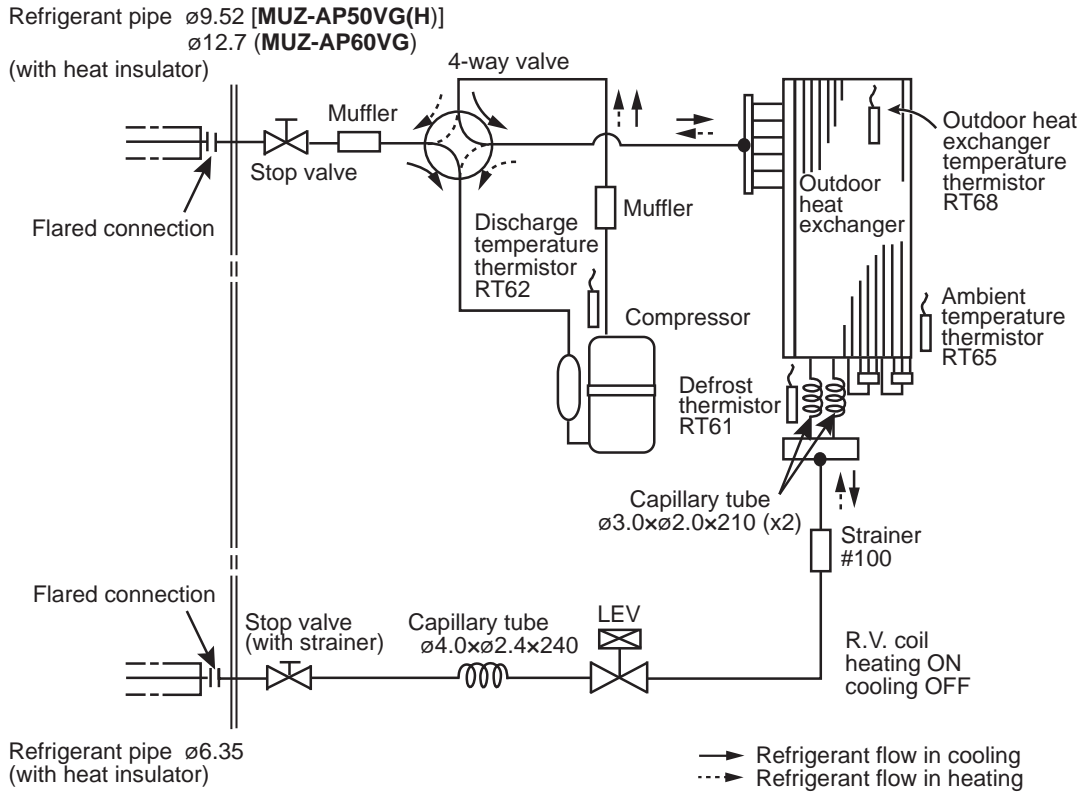 Refrigerant pipe ø9.52 [MUZ-AP50VG(H)]
ø12.7 (MUZ-AP60VG)
(with heat insulator)
4-way valve
Muffler
Stop valve
Flared connection
Outdoor heat
exchanger
temperature
thermistor
RT68
Outdoor
heat
exchanger
Muffler
Discharge
temperature
thermistor
RT62
Compressor
Ambient
temperature
thermistor
RT65
Defrost
thermistor
RT61
Capillary tube
ø3.0×ø2.0×210 (x2)
Strainer
#100
Flared connection
Stop valve
(with strainer)
Capillary tube
ø4.0×ø2.4×240
LEV
R.V. coil
heating ON
cooling OFF
Refrigerant pipe ø6.35
(with heat insulator)
Refrigerant flow in cooling
Refrigerant flow in heating